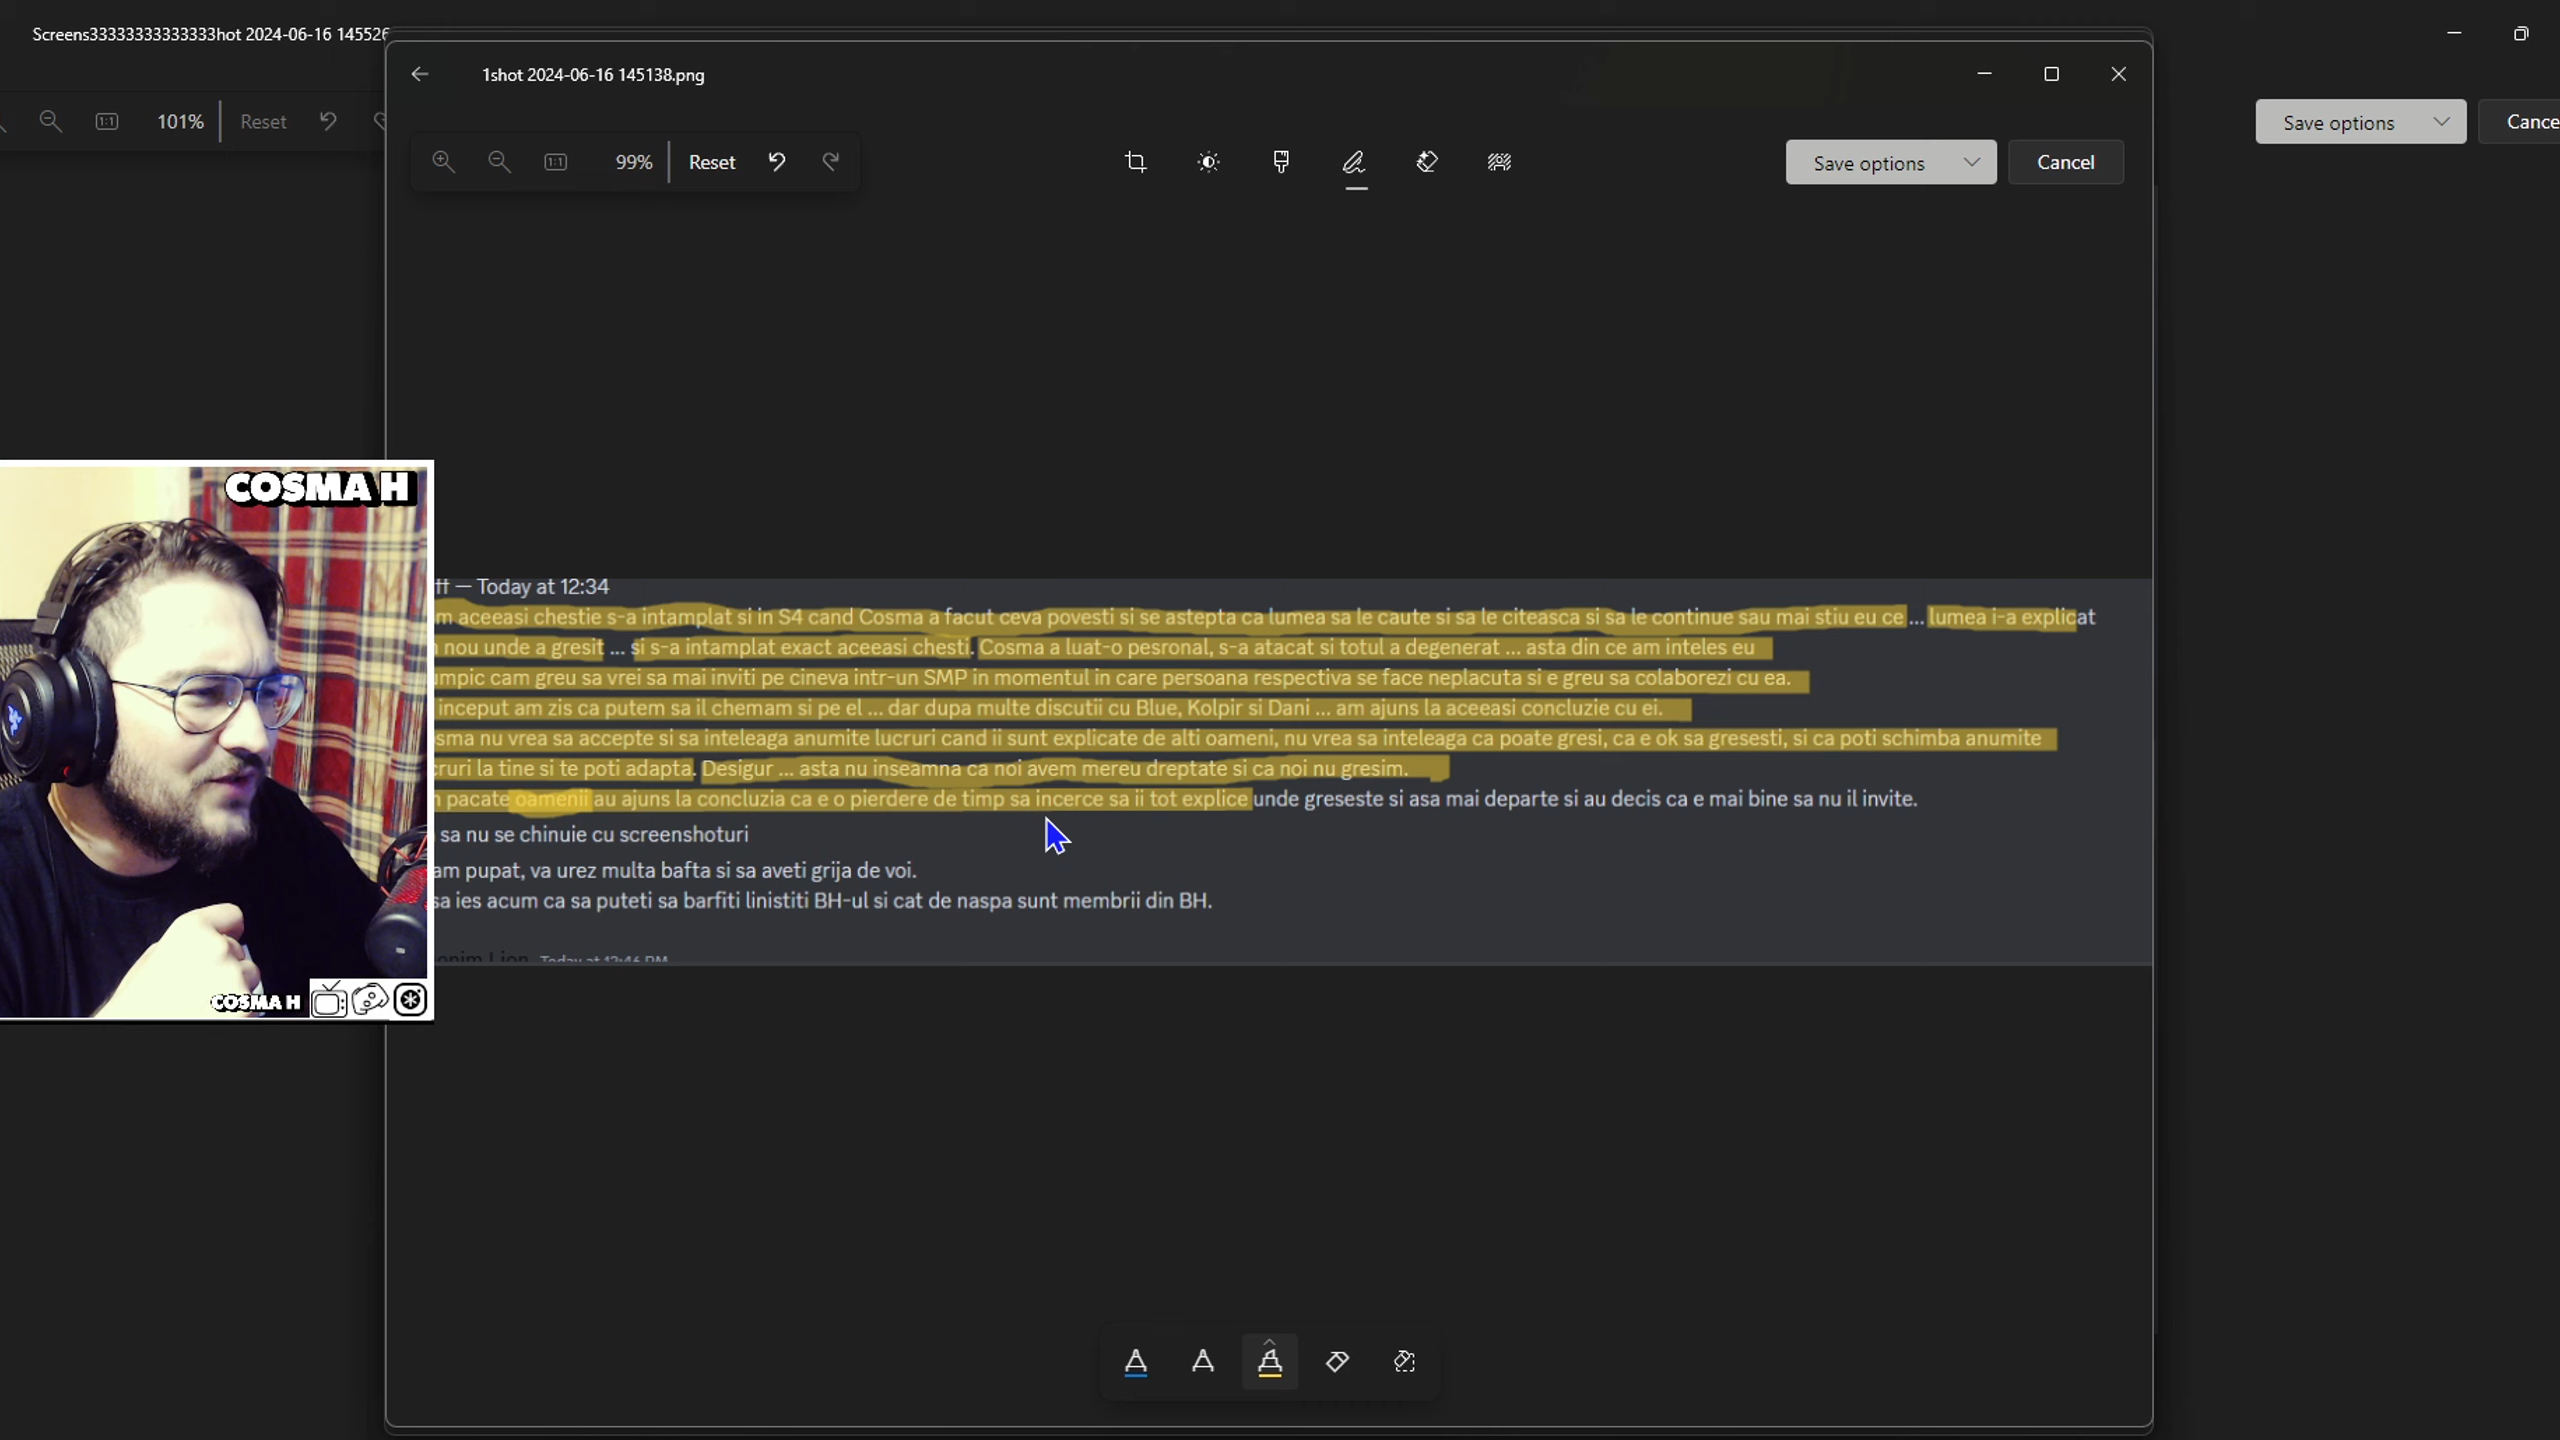 Screens33333333333333hot 2024-06-16 145526
1shot 2024-06-16 145138.png
101%
Reset
Save options
Cance
99%
Reset
Save options
Cancel
COSMA H
ff — Today at 12:34
m aceeasi chestie s-a intamplat si in S4 cand Cosma a facut ceva povesti si se astepta ca lumea sa le caute si sa le citeasca si sa le continue sau mai stiu eu ce ... lumea i-a explicat
nou unde a gresit ... si s-a intamplat exact aceeasi chesti. Cosma a luat-o pesronal, s-a atacat si totul a degenerat ... asta din ce am inteles eu
mpic cam greu sa vrei sa mai inviti pe cineva intr-un SMP in momentul in care persoana respectiva se face neplacuta si e greu sa colaborezi cu ea.
inceput am zis ca putem sa il chemam si pe el ... dar dupa multe discutii cu Blue, Kolpir si Dani ... am ajuns la aceeasi concluzie cu ei.
sma nu vrea sa accepte si sa inteleaga anumite lucruri cand ii sunt explicate de alti oameni, nu vrea sa inteleaga ca poate gresi, ca e ok sa gresesti, si ca poti schimba anumite
cruri la tine si te poti adapta. Desigur ... asta nu inseamna ca noi avem mereu dreptate si ca noi nu gresim.
pacate oamenii au ajuns la concluzia ca e o pierdere de timp sa incerce sa ii tot explice unde greseste si asa mai departe si au decis ca e mai bine sa nu il invite.
sa nu se chinuie cu screenshoturi
am pupat, va urez multa bafta si sa aveti grija de voi.
sa ies acum ca sa puteti sa barfiti linistiti BH-ul si cat de naspa sunt membrii din BH.
COSMA H